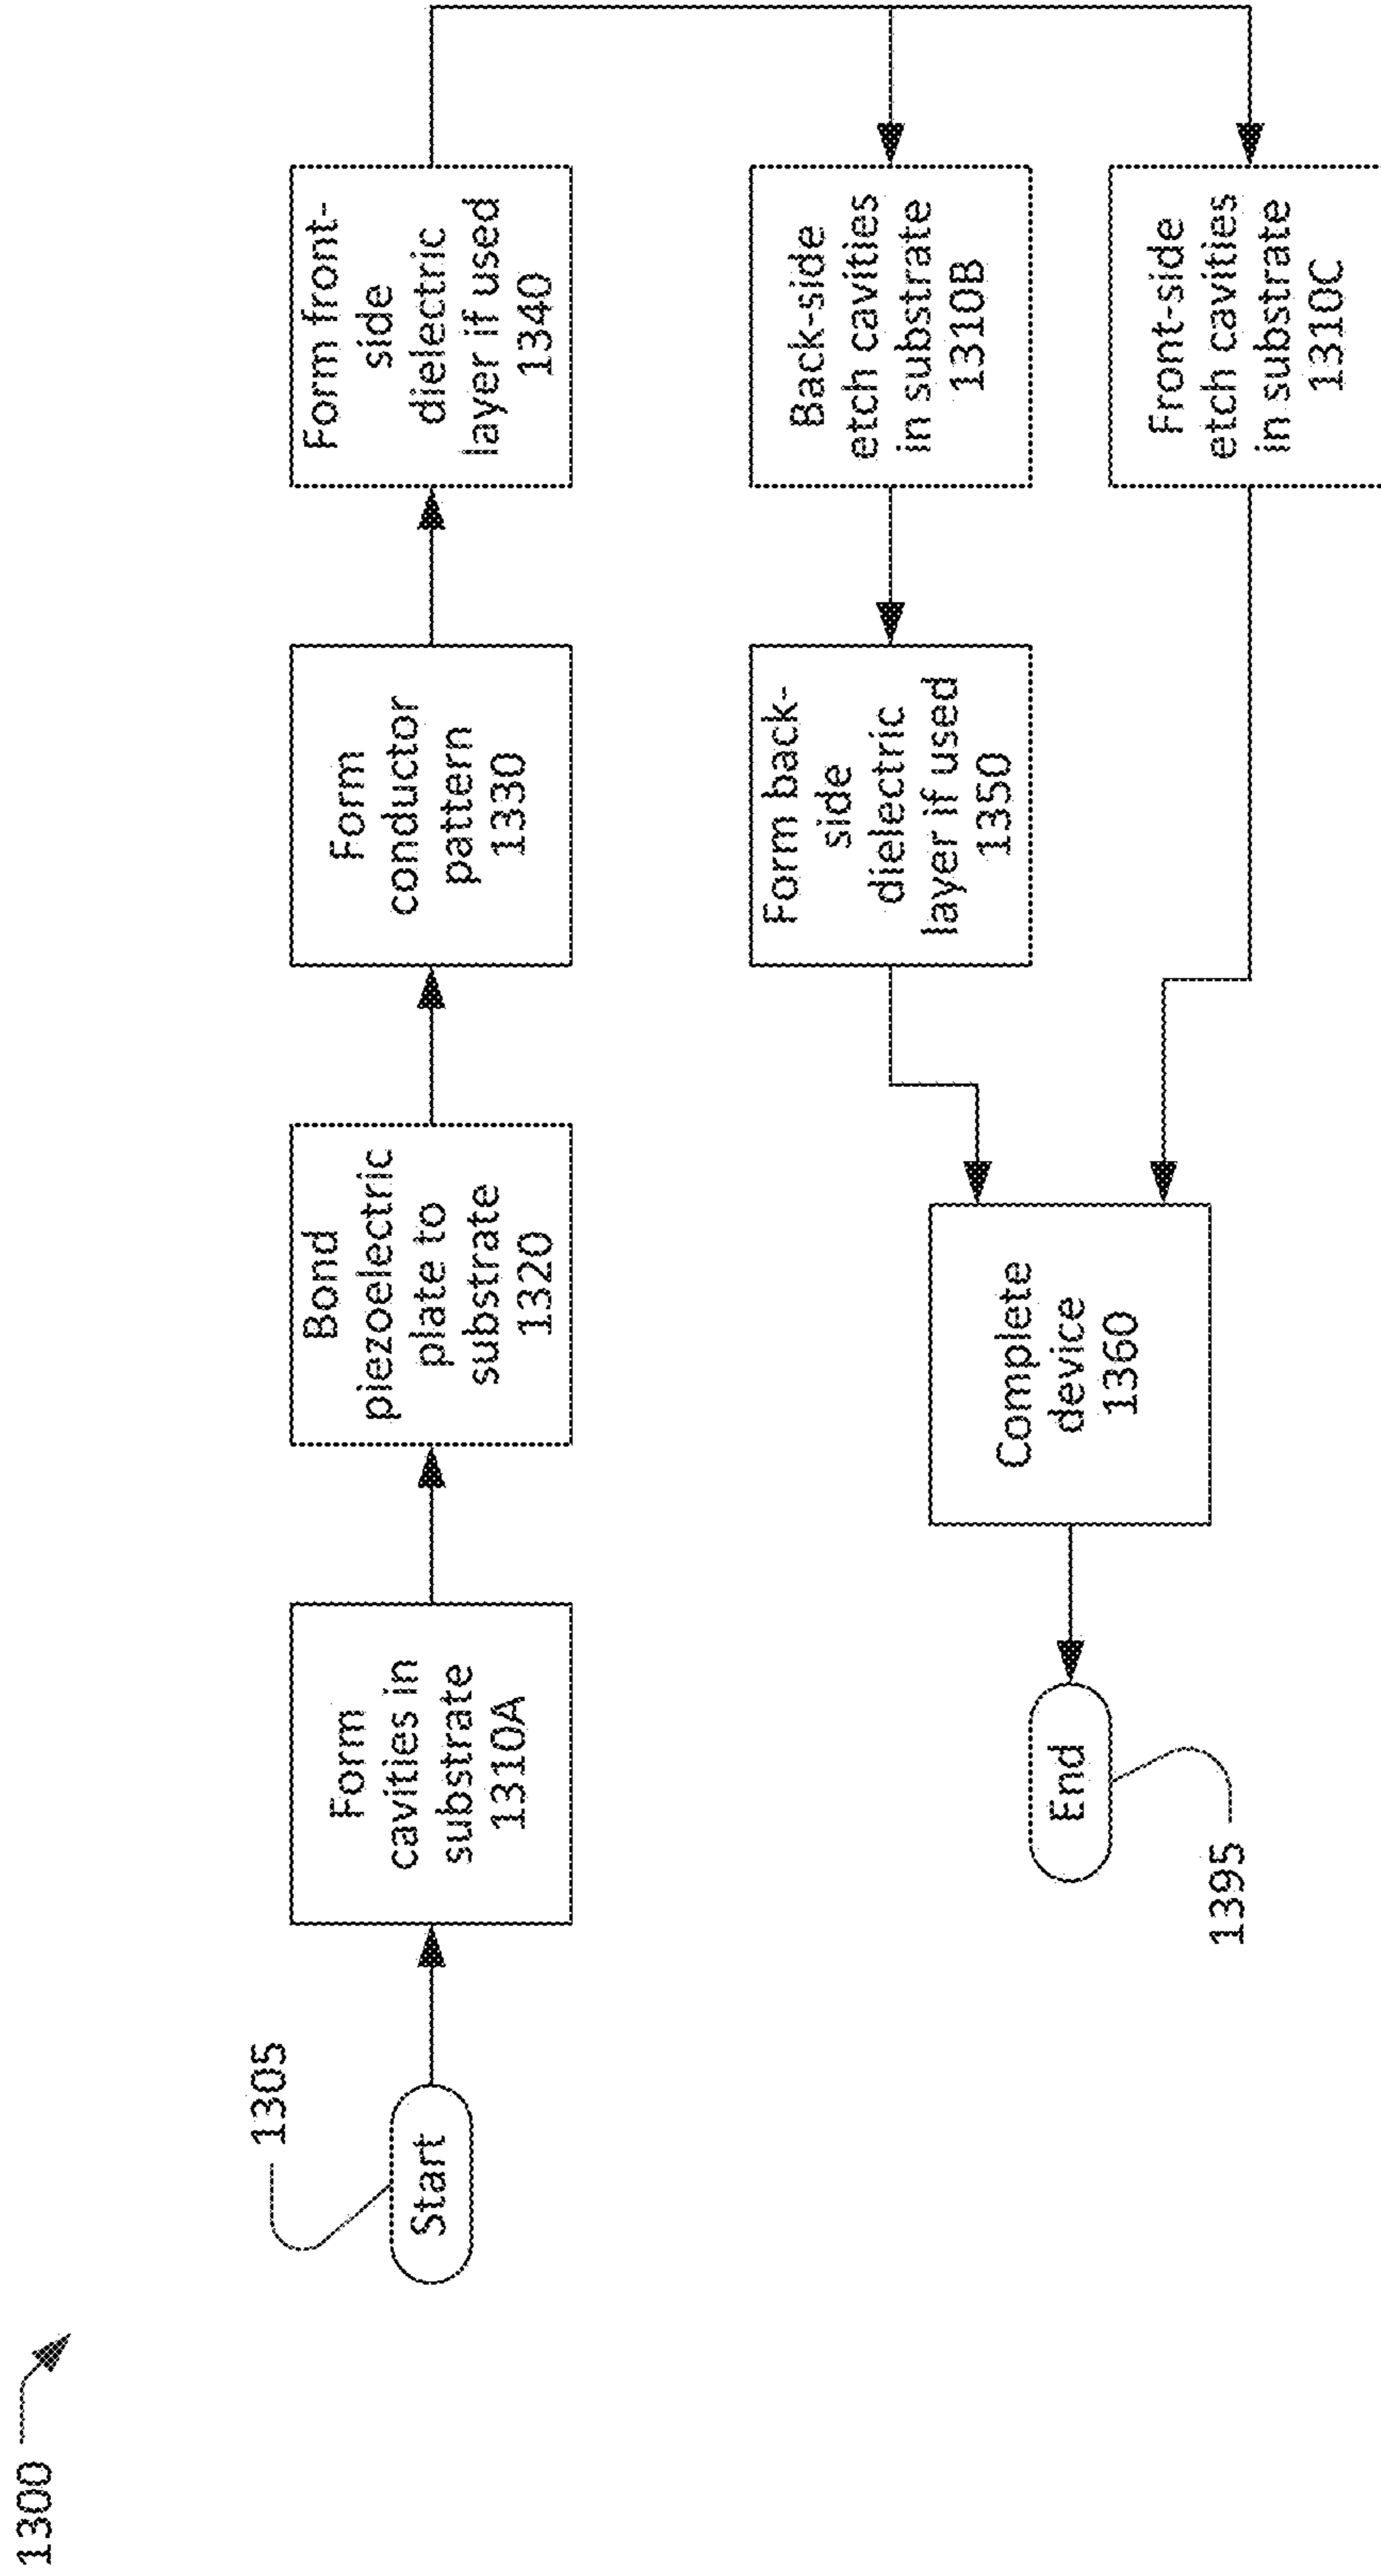 1300
1305
Start
Form
cavities in
substrate
1310A
Bond
piezoelectric
plate to
substrate
1320
Form
conductor
pattern
1330
Form front-
side
dielectric
layer if used
1340
Back-side
etch cavities
in substrate
1310B
Form back-
side
dielectric
layer if used
1350
Front-side
etch cavities
in substrate
1310C
Complete
device
1360
End
1395